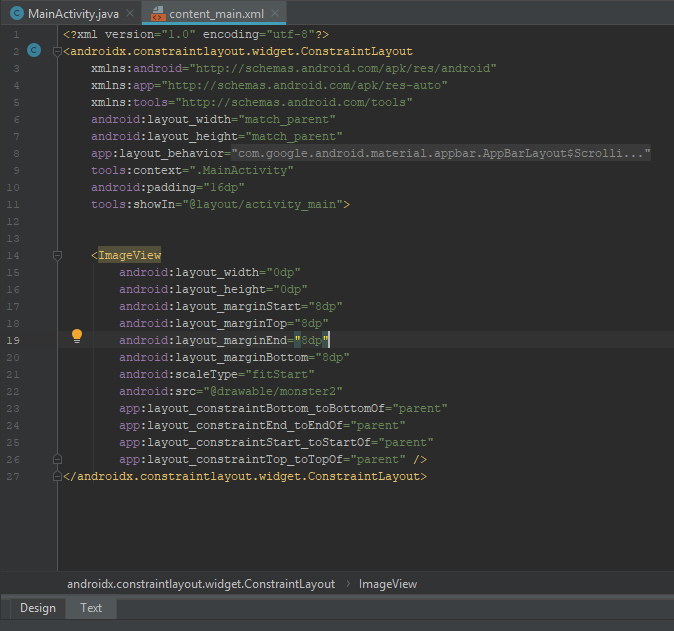 MainActivity.java
content_main.xml
1 <?xml version="1.0" encoding="utf-8"?>
2 <androidx.constraintlayout.widget.ConstraintLayout
3 xmlns:android="http://schemas.android.com/apk/res/android"
4 xmlns:app="http://schemas.android.com/apk/res-auto"
5 xmlns:tools="http://schemas.android.com/tools"
6 android:layout_width="match_parent"
7 android:layout_height="match_parent"
8 app:layout_behavior="com.google.android.material.appbar.AppBarLayout$Scrolli..."
9 tools:context=".MainActivity"
10 android:padding="16dp"
11 tools:showIn="@layout/activity_main">
12
13
14 <ImageView
15 android:layout_width="0dp"
16 android:layout_height="0dp"
17 android:layout_marginStart="8dp"
18 android:layout_marginTop="8dp"
19 android:layout_marginEnd="8dp"
20 android:layout_marginBottom="8dp"
21 android:scaleType="fitStart"
22 android:src="@drawable/monster2"
23 app:layout_constraintBottom_toBottomOf="parent"
24 app:layout_constraintEnd_toEndOf="parent"
25 app:layout_constraintStart_toStartOf="parent"
26 app:layout_constraintTop_toTopOf="parent" />
27 </androidx.constraintlayout.widget.ConstraintLayout>
androidx.constraintlayout.widget.ConstraintLayout › ImageView
Design Text